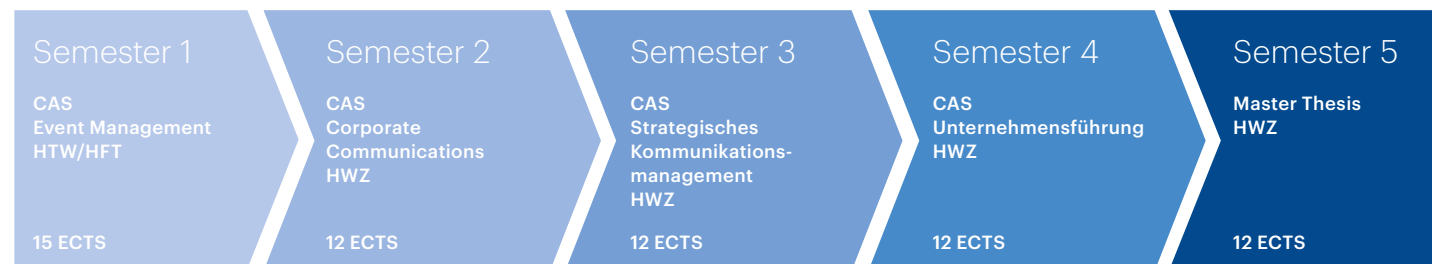 Semester 1
CAS
Event Management
HTW/HFT
15 ECTS
Semester 2
CAS
Corporate
Communications
HWZ
12 ECTS
Semester 3
CAS
Strategisches
Kommunikations-
management
HWZ
12 ECTS
Semester 4
CAS
Unternehmensführung
HWZ
12 ECTS
Semester 5
Master Thesis
HWZ
12 ECTS